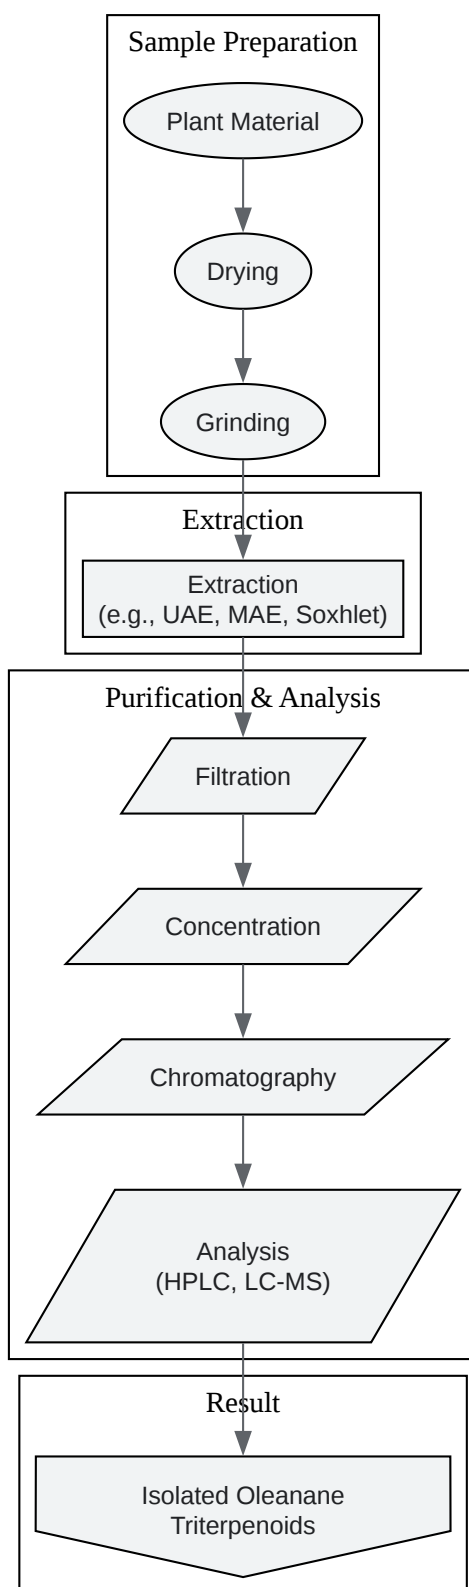 Sample Preparation
Plant Material
Drying
Grinding
Extraction
Extraction
(e.g., UAE, MAE, Soxhlet)
Purification & Analysis
Filtration
Concentration
Chromatography
Analysis
(HPLC, LC-MS)
Result
Isolated Oleanane
Triterpenoids